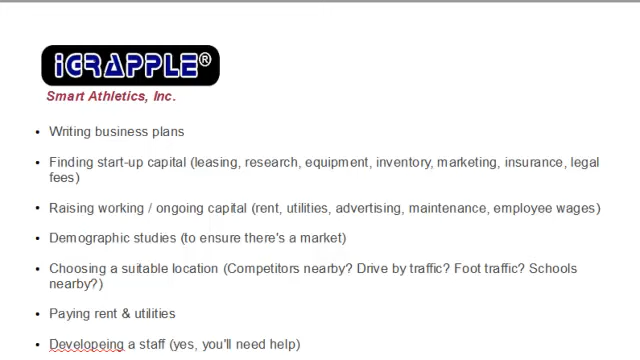 iGRAPPLE®
Smart Athletics, Inc.
• Writing business plans
• Finding start-up capital (leasing, research, equipment, inventory, marketing, insurance, legal
fees)
• Raising working / ongoing capital (rent, utilities, advertising, maintenance, employee wages)
• Demographic studies (to ensure there's a market)
• Choosing a suitable location (Competitors nearby? Drive by traffic? Foot traffic? Schools
nearby?)
• Paying rent & utilities
• Developeing a staff (yes, you'll need help)